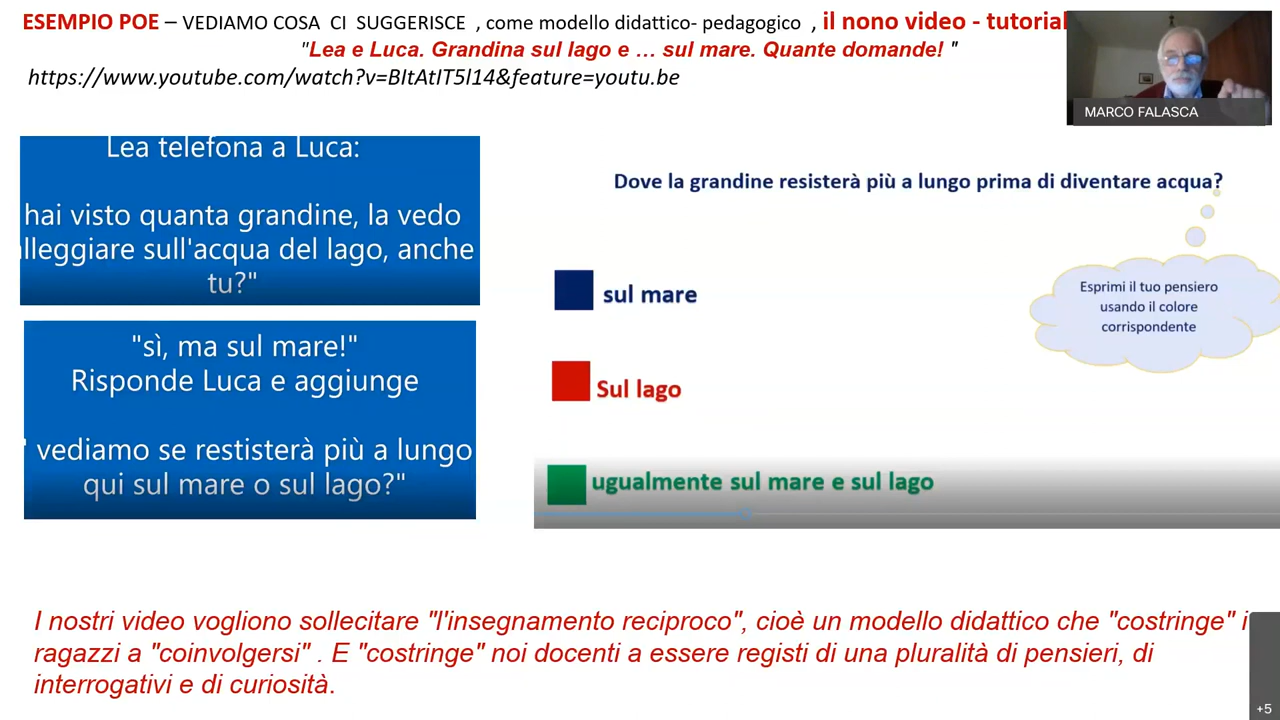 ESEMPIO POE – VEDIAMO COSA CI SUGGERISCE , come modello didattico- pedagogico , il nono video - tutorial
"Lea e Luca. Grandina sul lago e … sul mare. Quante domande! "
https://www.youtube.com/watch?v=BItAtIT5l14&feature=youtu.be
MARCO FALASCA
Lea telefona a Luca:
hai visto quanta grandine, la vedo
lleggiare sull'acqua del lago, anche
tu?"
"sì, ma sul mare!"
Risponde Luca e aggiunge
" vediamo se restisterà più a lungo
qui sul mare o sul lago?"
Dove la grandine resisterà più a lungo prima di diventare acqua?
Esprimi il tuo pensiero
usando il colore
corrispondente
sul mare
Sul lago
ugualmente sul mare e sul lago
I nostri video vogliono sollecitare "l'insegnamento reciproco", cioè un modello didattico che "costringe" i
ragazzi a "coinvolgersi" . E "costringe" noi docenti a essere registi di una pluralità di pensieri, di
interrogativi e di curiosità.
+5